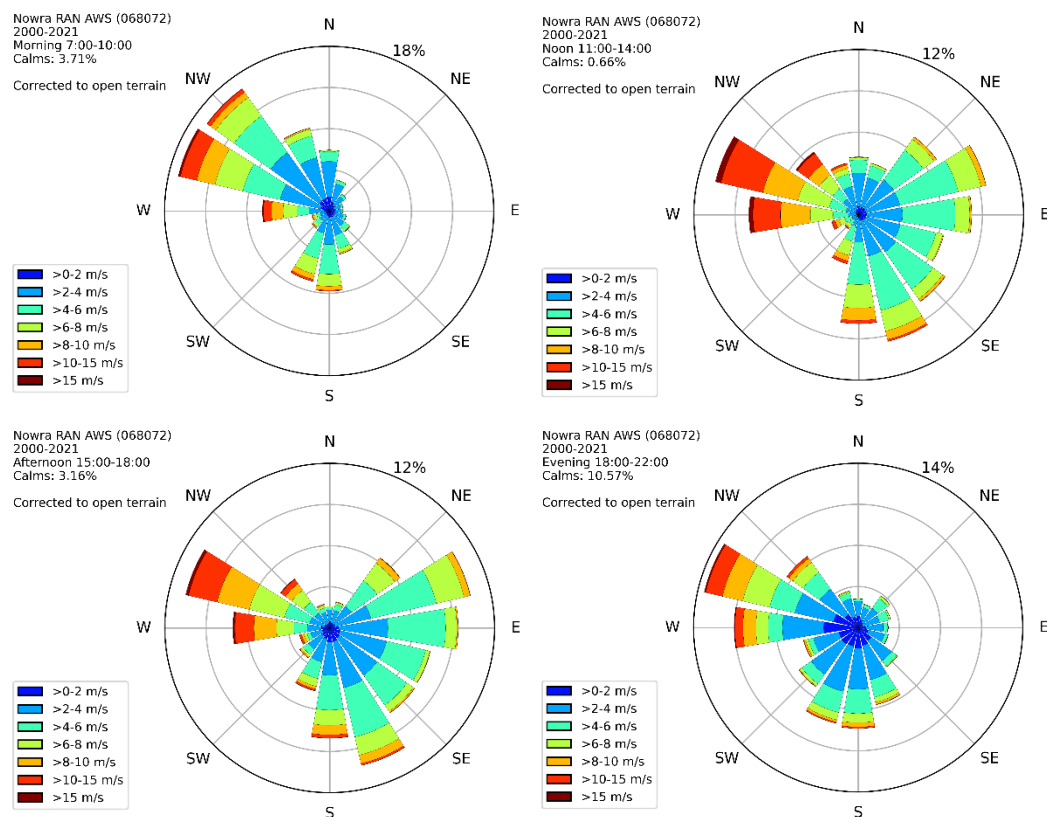 Nowra RAN AWS (068072)
2000-2021
Morning 7:00-10:00
Calms: 3.71%
Corrected to open terrain
N
18%
NE
E
SE
S
SW
W
NW
>0-2 m/s
>2-4 m/s
>4-6 m/s
>6-8 m/s
>8-10 m/s
>10-15 m/s
>15 m/s
Nowra RAN AWS (068072)
2000-2021
Noon 11:00-14:00
Calms: 0.66%
Corrected to open terrain
N
12%
NE
E
SE
S
SW
W
NW
>0-2 m/s
>2-4 m/s
>4-6 m/s
>6-8 m/s
>8-10 m/s
>10-15 m/s
>15 m/s
Nowra RAN AWS (068072)
2000-2021
Afternoon 15:00-18:00
Calms: 3.16%
Corrected to open terrain
N
12%
NE
E
SE
S
SW
W
NW
>0-2 m/s
>2-4 m/s
>4-6 m/s
>6-8 m/s
>8-10 m/s
>10-15 m/s
>15 m/s
Nowra RAN AWS (068072)
2000-2021
Evening 18:00-22:00
Calms: 10.57%
Corrected to open terrain
N
14%
NE
E
SE
S
SW
W
NW
>0-2 m/s
>2-4 m/s
>4-6 m/s
>6-8 m/s
>8-10 m/s
>10-15 m/s
>15 m/s